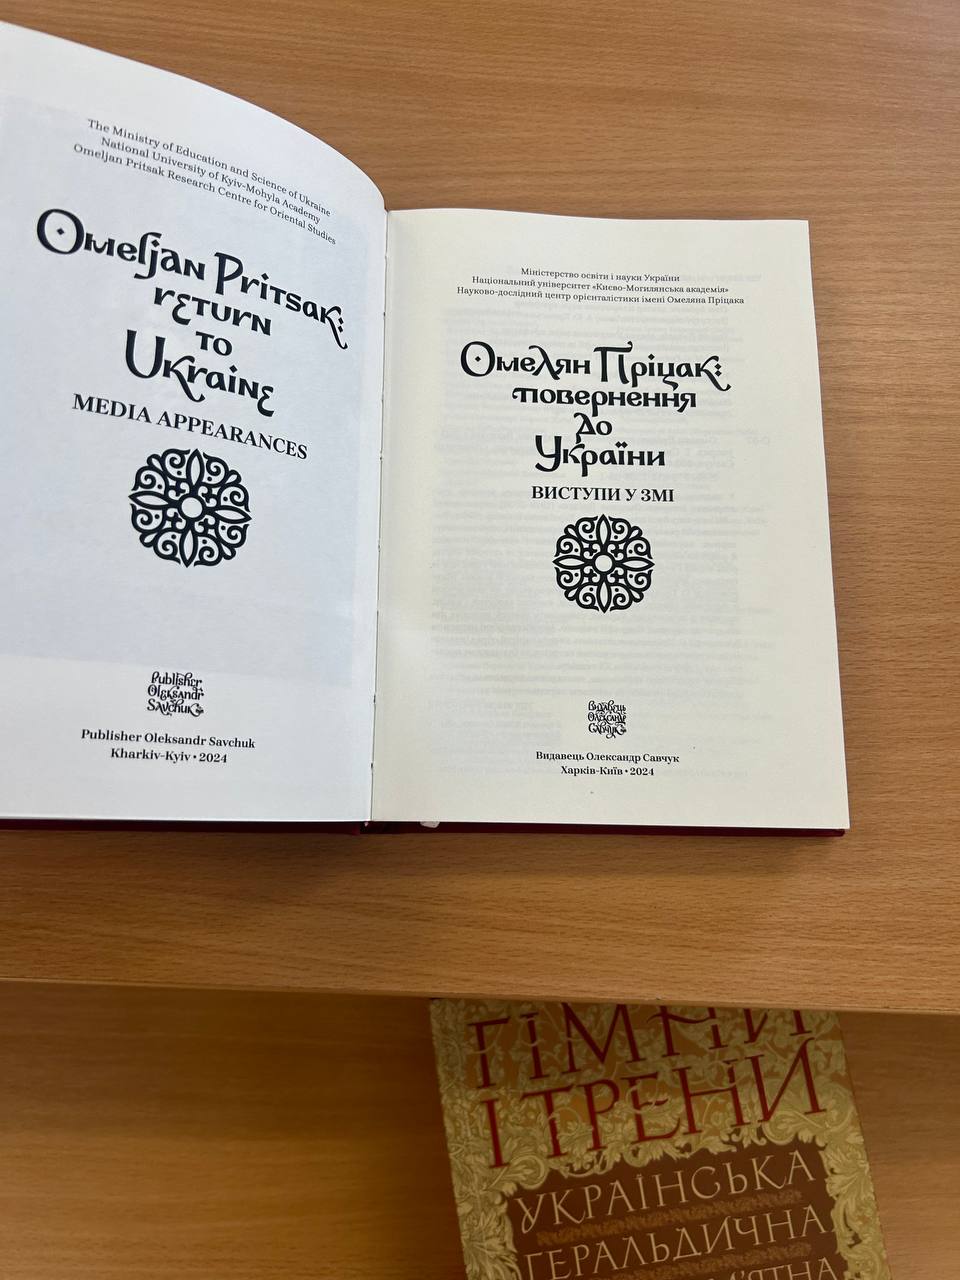 The Ministry of Education and Science of Ukraine
National University of Kyiv-Mohyla Academy
Omeljan Pritsak Research Centre for Oriental Studies
Omeljan Pritsak:
return
to
Ukraine
MEDIA APPEARANCES
Publisher
Oleksandr
Savchuk
Publisher Oleksandr Savchuk
Kharkiv–Kyiv • 2024
Міністерство освіти і науки України
Національний університет «Києво-Могилянська академія»
Науково-дослідний центр орієнталістики імені Омеляна Пріцака
Омелян Пріцак:
повернення
до
України
ВИСТУПИ У ЗМІ
Видавець
Олександр
Савчук
Видавець Олександр Савчук
Харків–Київ • 2024
ГІМНИ
І ТРЕНИ
УКРАЇНСЬКА
ГЕРАЛЬДИЧНА